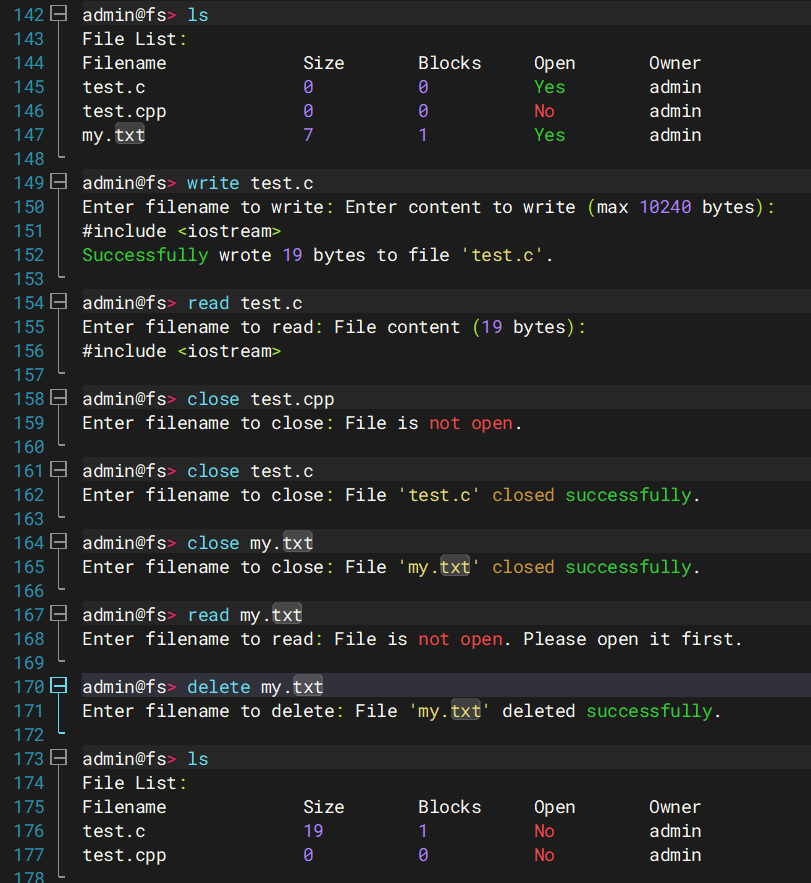 142 admin@fs> ls
143 File List:
144 Filename Size Blocks Open Owner
145 test.c 0 0 Yes admin
146 test.cpp 0 0 No admin
147 my.txt 7 1 Yes admin
148
149 admin@fs> write test.c
150 Enter filename to write: Enter content to write (max 10240 bytes):
151 #include <iostream>
152 Successfully wrote 19 bytes to file 'test.c'.
153
154 admin@fs> read test.c
155 Enter filename to read: File content (19 bytes):
156 #include <iostream>
157
158 admin@fs> close test.cpp
159 Enter filename to close: File is not open.
160
161 admin@fs> close test.c
162 Enter filename to close: File 'test.c' closed successfully.
163
164 admin@fs> close my.txt
165 Enter filename to close: File 'my.txt' closed successfully.
166
167 admin@fs> read my.txt
168 Enter filename to read: File is not open. Please open it first.
169
170 admin@fs> delete my.txt
171 Enter filename to delete: File 'my.txt' deleted successfully.
172
173 admin@fs> ls
174 File List:
175 Filename Size Blocks Open Owner
176 test.c 19 1 No admin
177 test.cpp 0 0 No admin
178